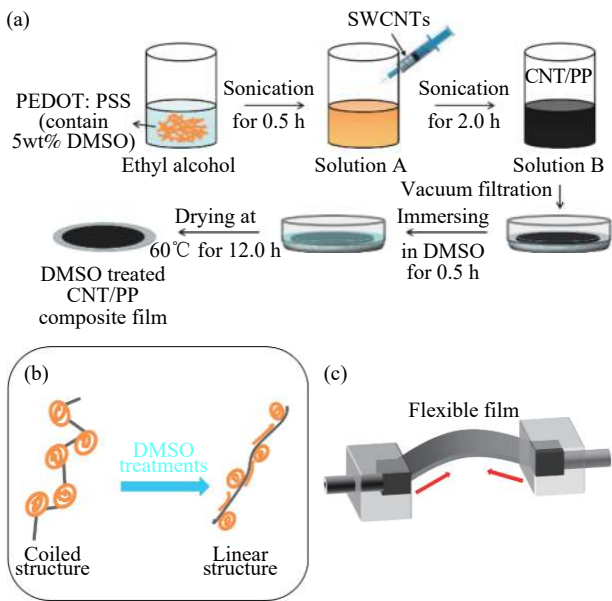 (a)
SWCNTs
PEDOT: PSS
(contain
5wt% DMSO)
Ethyl alcohol
Sonication
for 0.5 h
Solution A
Sonication
for 2.0 h
CNT/PP
Solution B
Vacuum filtration
Immersing
in DMSO
for 0.5 h
Drying at
60℃ for 12.0 h
DMSO treated
CNT/PP
composite film
(b)
DMSO
treatments
Coiled
structure
Linear
structure
(c)
Flexible film